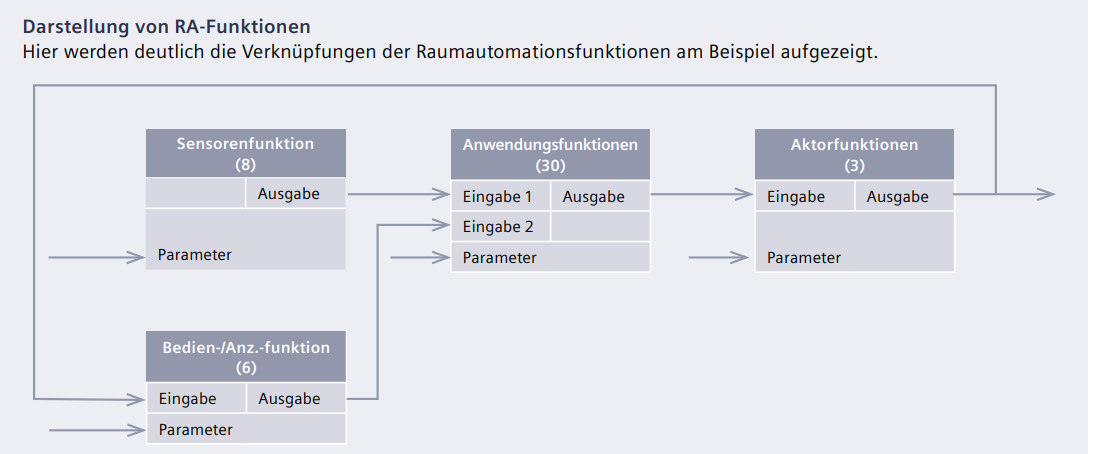 Darstellung von RA-Funktionen
Hier werden deutlich die Verknüpfungen der Raumautomationsfunktionen am Beispiel aufgezeigt.
Sensorenfunktion
(8)
Ausgabe
Parameter
Anwendungsfunktionen
(30)
Eingabe 1 Ausgabe
Eingabe 2
Parameter
Aktorfunktionen
(3)
Eingabe Ausgabe
Parameter
Bedien-/Anz.-funktion
(6)
Eingabe Ausgabe
Parameter